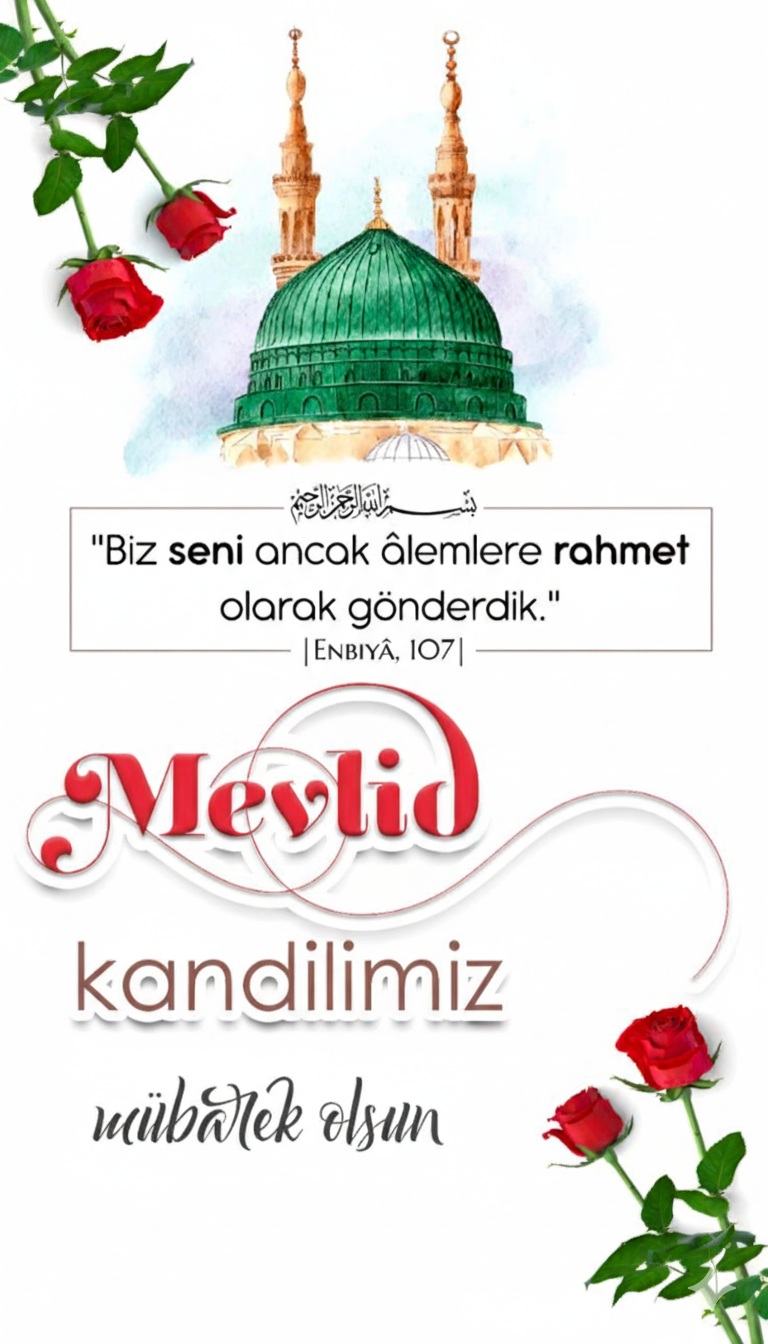 بسم الله الرحمن الرحيم
"Biz seni ancak âlemlere rahmet
olarak gönderdik."
|Enbiyâ, 107|
Mevlid
kandilimiz
mübarek olsun